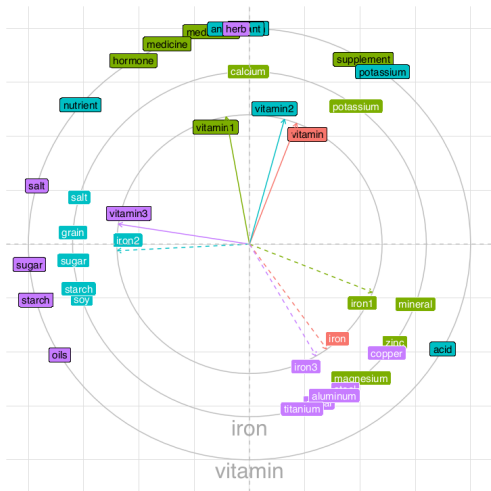 herb
supplement
medicine
hormone
calcium
potassium
nutrient
potassium
vitamin2
vitamin1
vitamin
salt
salt
vitamin3
grain
iron2
sugar
sugar
starch
starch
soy
iron1
mineral
iron
zinc
acid
copper
oils
iron3
magnesium
aluminum
titanium
iron
vitamin